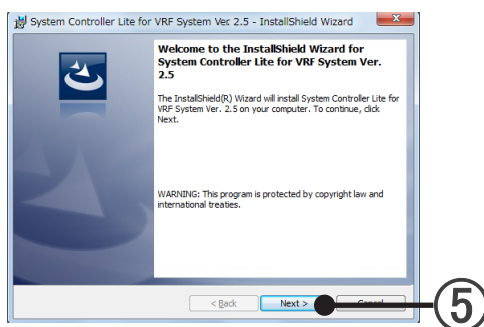 System Controller Lite for VRF System Ver. 2.5 - InstallShield Wizard
Welcome to the InstallShield Wizard for
System Controller Lite for VRF System Ver.
2.5
The InstallShield(R) Wizard will install System Controller Lite for
VRF System Ver. 2.5 on your computer. To continue, click
Next.
WARNING: This program is protected by copyright law and
international treaties.
< Back Next > Cancel
5